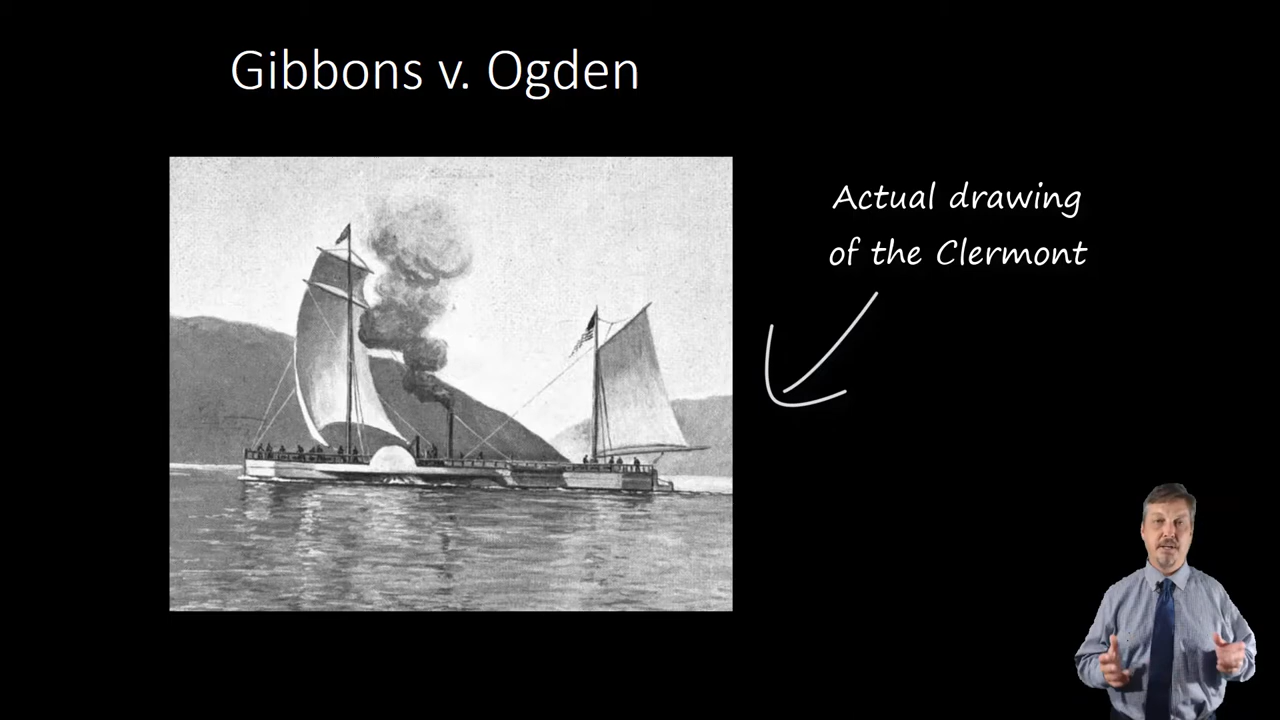 Gibbons v. Ogden
Actual drawing
of the Clermont